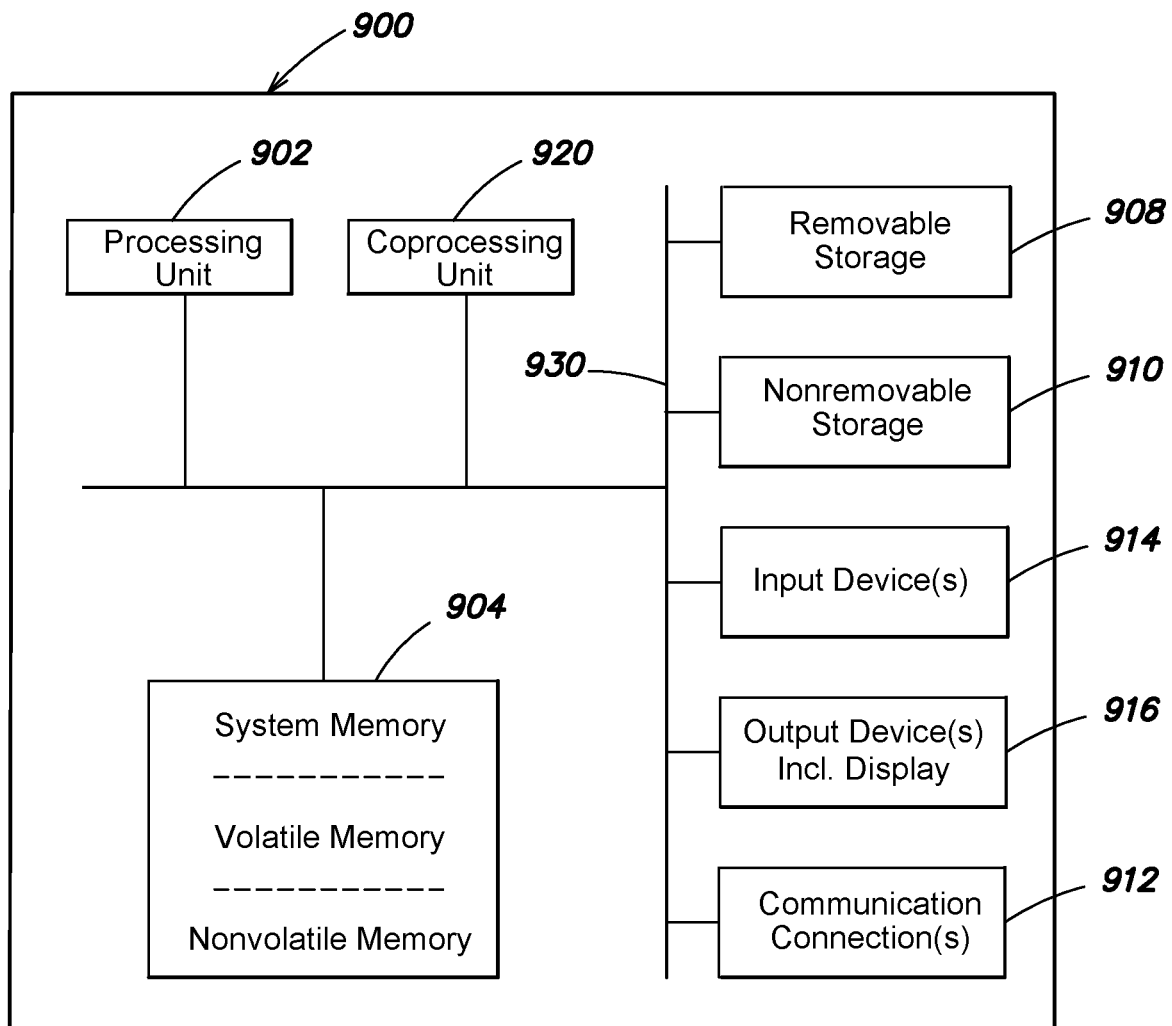 900
902
920
Processing
Unit
Coprocessing
Unit
Removable
Storage
908
930
Nonremovable
Storage
910
Input Device(s)
914
904
System Memory
-----------
Volatile Memory
-----------
Nonvolatile Memory
Output Device(s)
Incl. Display
916
Communication
Connection(s)
912